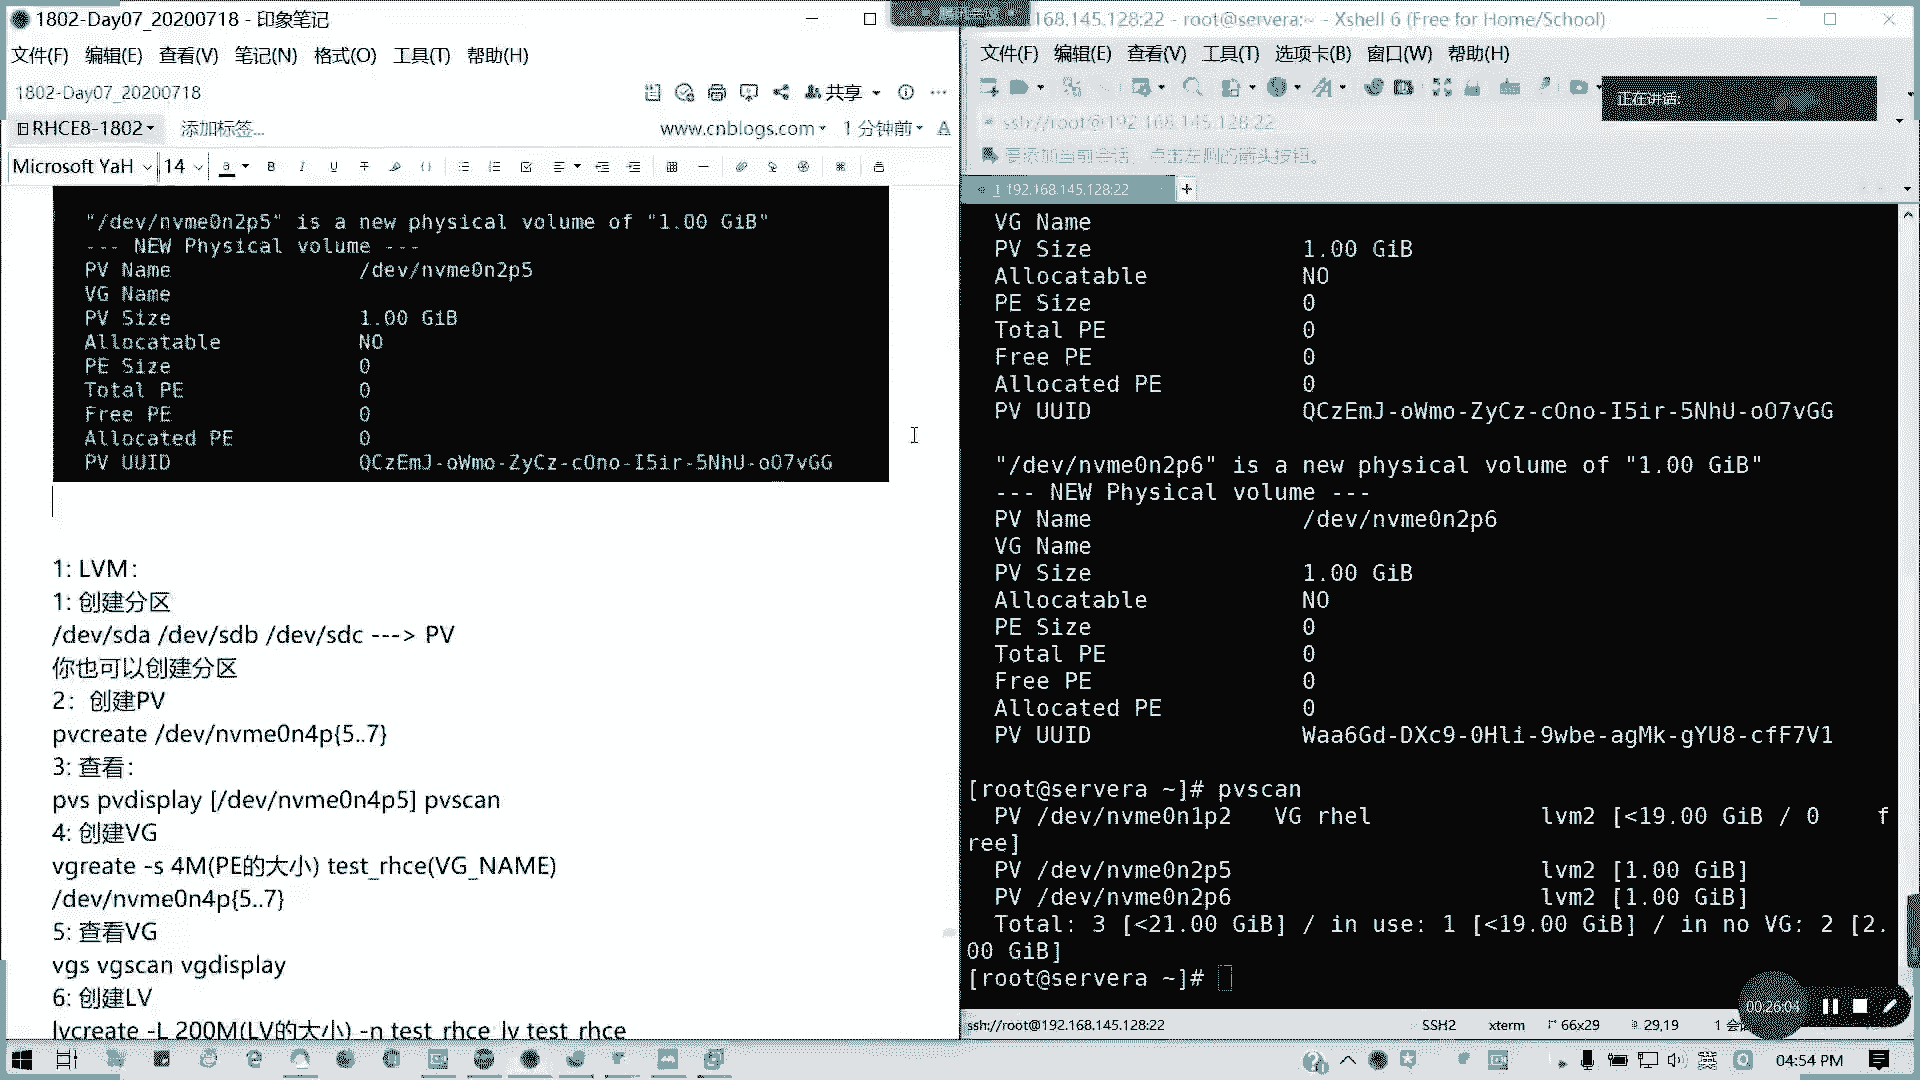 1802-Day07_20200718 - 印象笔记
文件(F) 编辑(E) 查看(V) 笔记(N) 格式(O) 工具(T) 帮助(H)
1802-Day07_20200718
共享
RHCE8-1802
添加标签...
www.cnblogs.com
1 分钟前
Microsoft YaH
14
"/dev/nvme0n2p5" is a new physical volume of "1.00 GiB"
--- NEW Physical volume ---
PV Name /dev/nvme0n2p5
VG Name
PV Size 1.00 GiB
Allocatable NO
PE Size 0
Total PE 0
Free PE 0
Allocated PE 0
PV UUID QCzEmJ-oWmo-ZyCz-cOno-I5ir-5NhU-oO7vGG
1: LVM：
1: 创建分区
/dev/sda /dev/sdb /dev/sdc ---> PV
你也可以创建分区
2：创建PV
pvcreate /dev/nvme0n4p{5..7}
3: 查看：
pvs pvdisplay [/dev/nvme0n4p5] pvscan
4: 创建VG
vgreate -s 4M(PE的大小) test_rhce(VG_NAME)
/dev/nvme0n4p{5..7}
5: 查看VG
vgs vgscan vgdisplay
6: 创建LV
lvcreate -L 200M(LV的大小) -n test_rhce_lv test_rhce
168.145.128:22 - root@servera:~ - Xshell 6 (Free for Home/School)
文件(F) 编辑(E) 查看(V) 工具(T) 选项卡(B) 窗口(W) 帮助(H)
正在讲话:
ssh://root@192.168.145.128:22
要添加当前会话，点击左侧的箭头按钮。
1 192.168.145.128:22
VG Name
PV Size 1.00 GiB
Allocatable NO
PE Size 0
Total PE 0
Free PE 0
Allocated PE 0
PV UUID QCzEmJ-oWmo-ZyCz-cOno-I5ir-5NhU-oO7vGG
"/dev/nvme0n2p6" is a new physical volume of "1.00 GiB"
--- NEW Physical volume ---
PV Name /dev/nvme0n2p6
VG Name
PV Size 1.00 GiB
Allocatable NO
PE Size 0
Total PE 0
Free PE 0
Allocated PE 0
PV UUID Waa6Gd-DXc9-0Hli-9wbe-agMk-gYU8-cfF7V1
[root@servera ~]# pvscan
PV /dev/nvme0n1p2 VG rhel lvm2 [<19.00 GiB / 0 f
ree]
PV /dev/nvme0n2p5 lvm2 [1.00 GiB]
PV /dev/nvme0n2p6 lvm2 [1.00 GiB]
Total: 3 [<21.00 GiB] / in use: 1 [<19.00 GiB] / in no VG: 2 [2.
00 GiB]
[root@servera ~]#
00:26:04
ssh://root@192.168.145.128:22 SSH2 xterm 66x29 29,19 1 会
英
04:54 PM